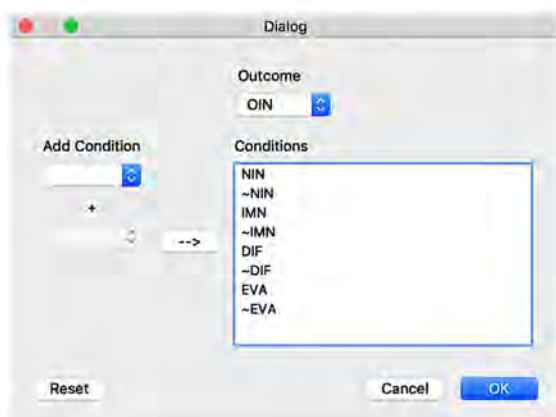 Dialog
Outcome
OIN
Add Condition
+
-->
Conditions
NIN
~NIN
IMN
~IMN
DIF
~DIF
EVA
~EVA
Reset
Cancel
OK